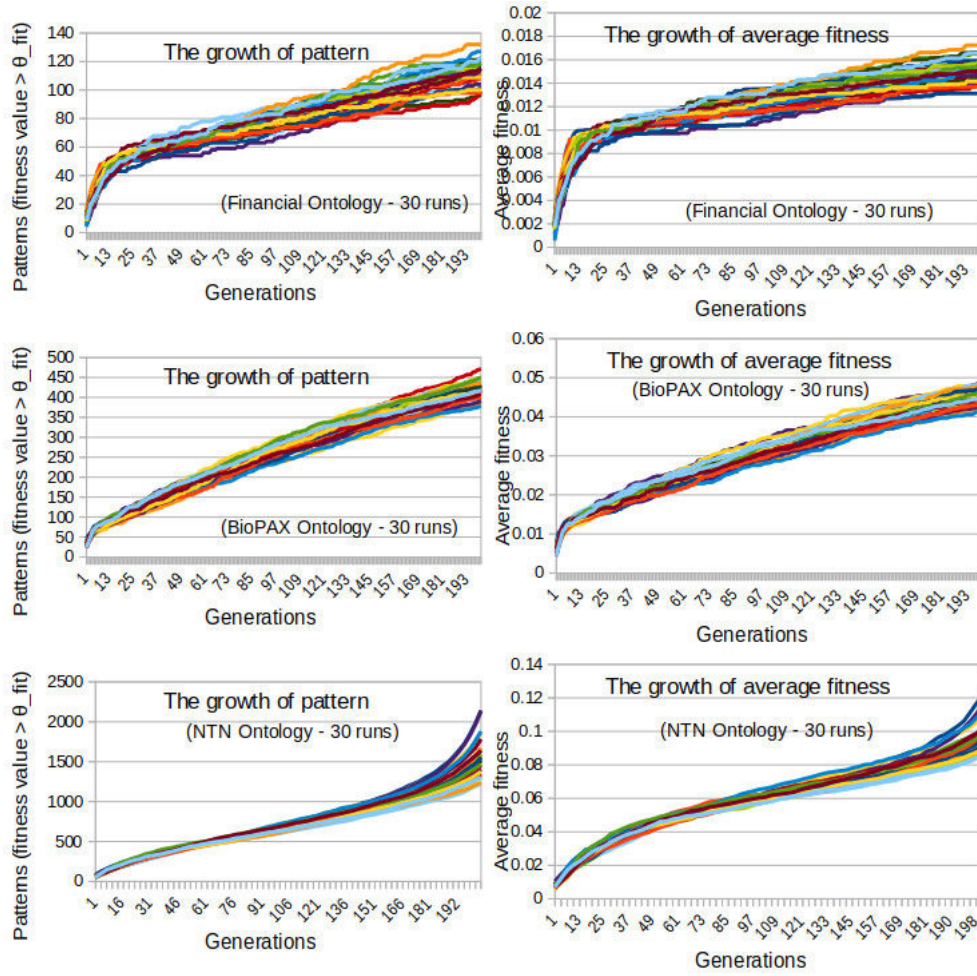 The growth of pattern
(Financial Ontology - 30 runs)
Patterns (fitness value > θ_fit)
140
120
100
80
60
40
20
0
1 13 25 37 49 61 73 85 97 109 121 133 145 157 169 181 193
Generations
The growth of average fitness
(Financial Ontology - 30 runs)
Average fitness
0.02
0.018
0.016
0.014
0.012
0.01
0.008
0.006
0.004
0.002
0
1 13 25 37 49 61 73 85 97 109 121 133 145 157 169 181 193
Generations
The growth of pattern
(BioPAX Ontology - 30 runs)
Patterns (fitness value > θ_fit)
500
450
400
350
300
250
200
150
100
50
0
1 13 25 37 49 61 73 85 97 109 121 133 145 157 169 181 193
Generations
The growth of average fitness
(BioPAX Ontology - 30 runs)
Average fitness
0.06
0.05
0.04
0.03
0.02
0.01
0
1 13 25 37 49 61 73 85 97 109 121 133 145 157 169 181 193
Generations
The growth of pattern
(NTN Ontology - 30 runs)
Patterns (fitness value > θ_fit)
2500
2000
1500
1000
500
0
1 16 31 46 61 76 91 106 121 136 151 166 181 192
Generations
The growth of average fitness
(NTN Ontology - 30 runs)
Average fitness
0.14
0.12
0.1
0.08
0.06
0.04
0.02
0
1 13 25 37 49 61 73 85 97 109 121 133 145 156 167 179 190 198
Generations